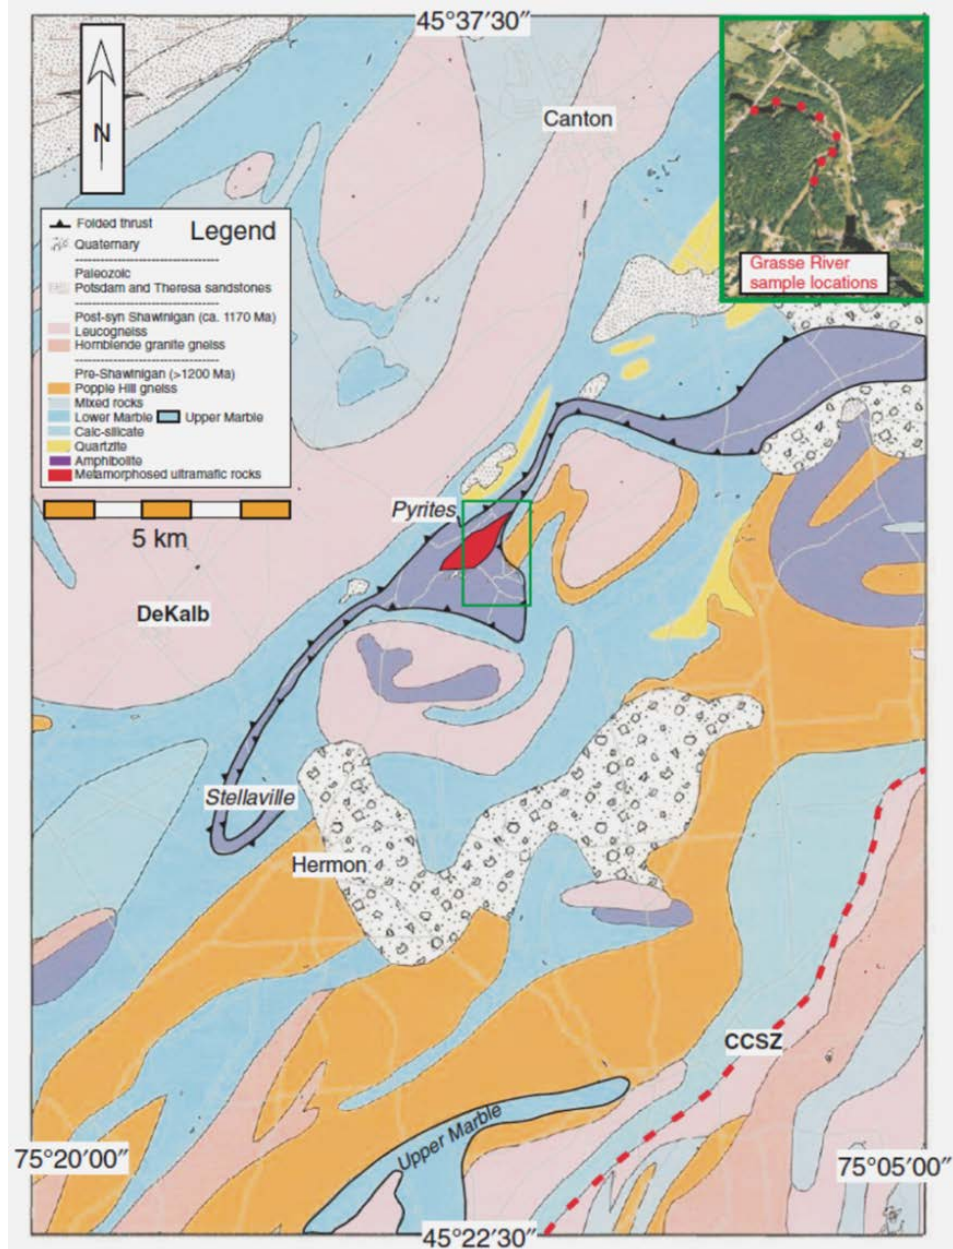 45°37′30″
N
Canton
Grasse River
sample locations
Legend
Folded thrust
Quaternary
Paleozoic
Potsdam and Theresa sandstones
Post-syn Shawinigan (ca. 1170 Ma)
Leucogneiss
Hornblende granite gneiss
Pre-Shawinigan (>1200 Ma)
Popple Hill gneiss
Mixed rocks
Lower Marble Upper Marble
Calc-silicate
Quartzite
Amphibolite
Metamorphosed ultramafic rocks
5 km
Pyrites
DeKalb
Stellaville
Hermon
CCSZ
Upper Marble
75°20′00″
75°05′00″
45°22′30″